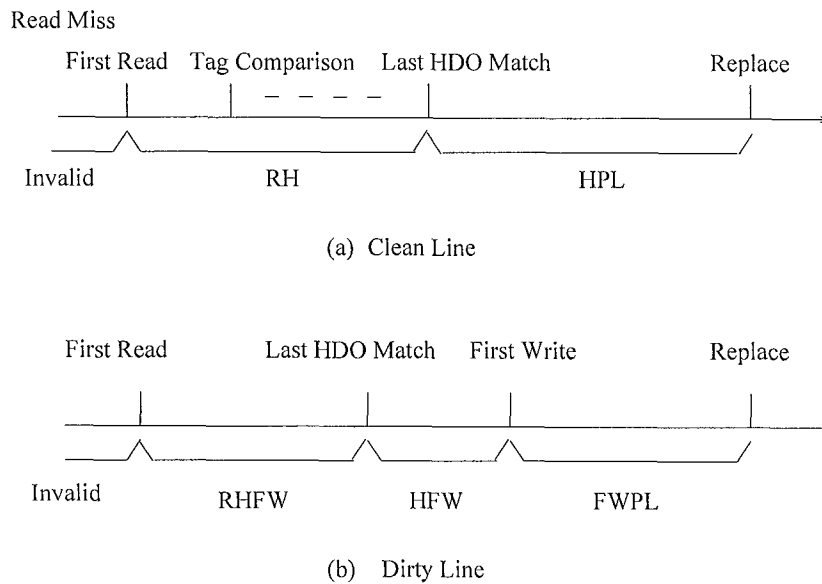 Read Miss
First Read Tag Comparison Last HDO Match Replace
Invalid RH HPL
(a) Clean Line
First Read Last HDO Match First Write Replace
Invalid RHFW HFW FWPL
(b) Dirty Line